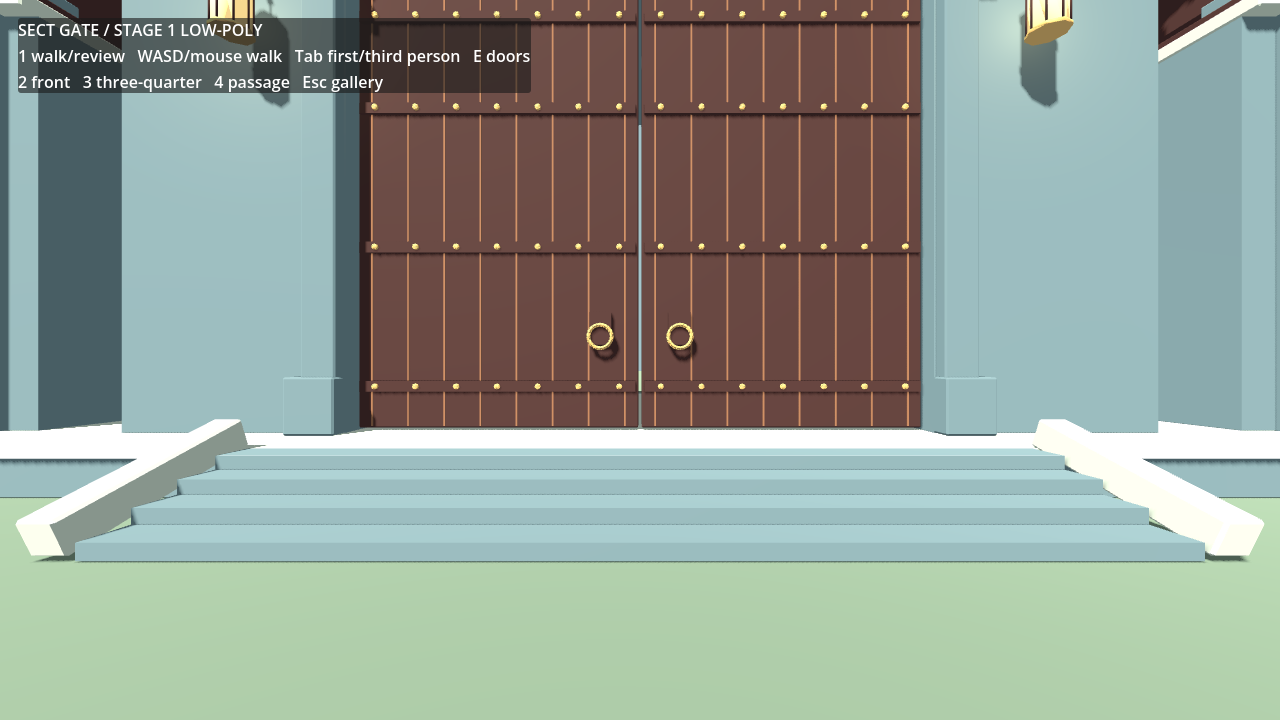 SECT GATE / STAGE 1 LOW-POLY
1 walk/review WASD/mouse walk Tab first/third person E doors
2 front 3 three-quarter 4 passage Esc gallery